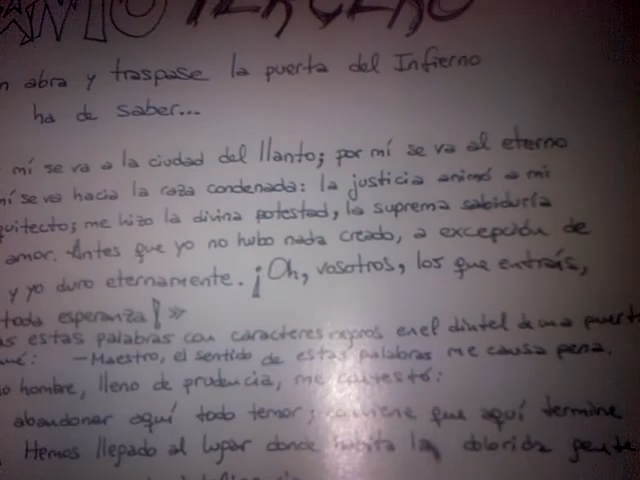 ANTO TERCERO
n abra y traspase la puerta del Infierno
ha de saber...
mí se va a la ciudad del llanto; por mí se va al eterno
mí se va hacia la raza condenada: la justicia animó a mi
quitecto; me hizo la divina potestad, la suprema sabiduría
amor. Antes que yo no hubo nada creado, a excepción de
y yo duro eternamente. ¡Oh, vosotros, los que entráis,
toda esperanza! »
as estas palabras con caracteres negros en el dintel de una puert
mé: — Maestro, el sentido de estas palabras me causa pena.
o hombre, lleno de prudencia, me contestó:
abandonar aquí todo temor; conviene que aquí termine
Hemos llegado al lugar donde habita la dolorida gente